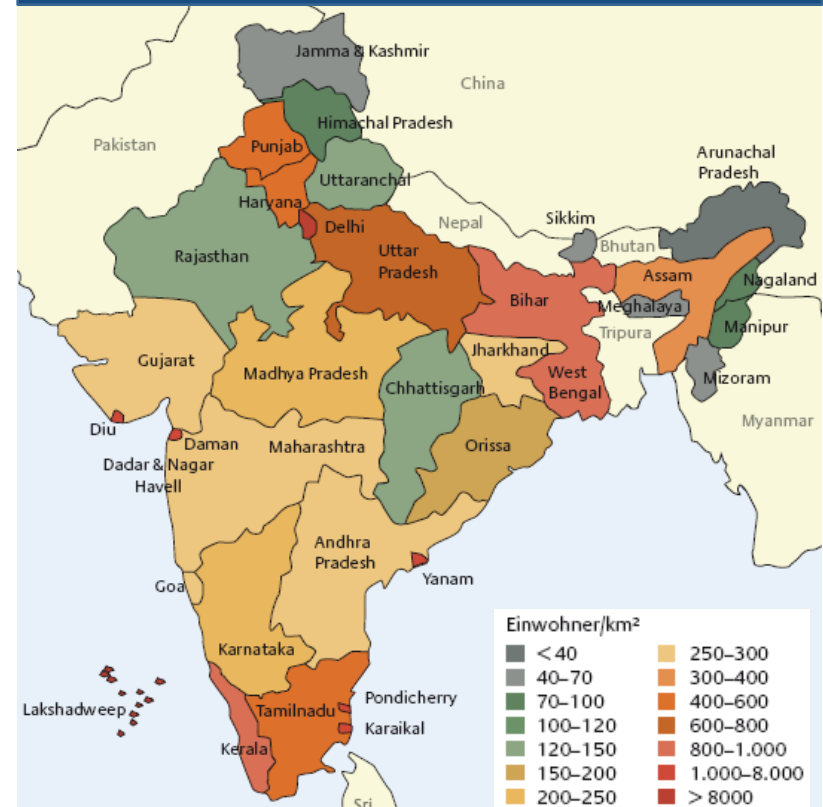 Jamma & Kashmir
China
Himachal Pradesh
Pakistan
Punjab
Arunachal
Pradesh
Uttaranchal
Haryana
Nepal
Sikkim
Delhi
Bhutan
Uttar
Pradesh
Rajasthan
Assam
Nagaland
Bihar
Meghalaya
Manipur
Tripura
Jharkhand
Gujarat
Madhya Pradesh
Chhattisgarh
West
Bengal
Mizoram
Myanmar
Diu
Daman
Maharashtra
Orissa
Dadar & Nagar
Havell
Andhra
Pradesh
Yanam
Goa
Karnataka
Lakshadweep
Tamilnadu
Pondicherry
Karaikal
Kerala
Sri
Einwohner/km²
<40
40–70
70–100
100–120
120–150
150–200
200–250
250–300
300–400
400–600
600–800
800–1.000
1.000–8.000
>8000